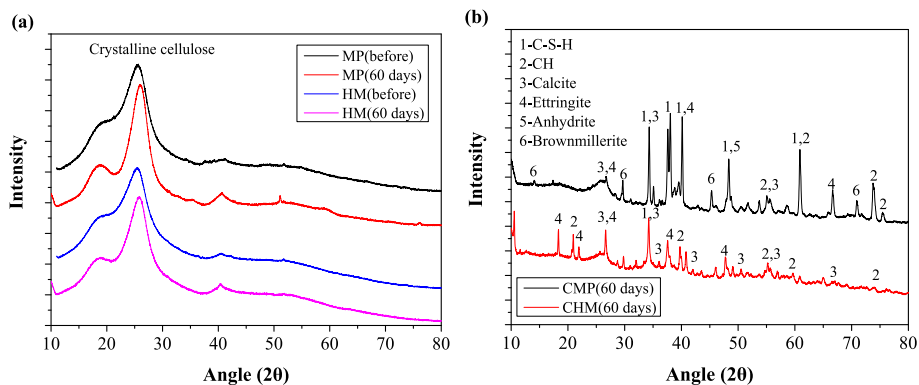 (a)
Crystalline cellulose
MP(before)
MP(60 days)
HM(before)
HM(60 days)
Intensity
10 20 30 40 50 60 70 80
Angle (2θ)
(b)
1-C-S-H
2-CH
3-Calcite
4-Ettringite
5-Anhydrite
6-Brownmillerite
6 3,4 6 1,3 1 1,4 6 1,5 2,3 1,2 4 6 2 2
4 2 4 3,4 1,3 3 4 2 3 4 3 2,3 2 3 2
CMP(60 days)
CHM(60 days)
Intensity
10 20 30 40 50 60 70 80
Angle (2θ)